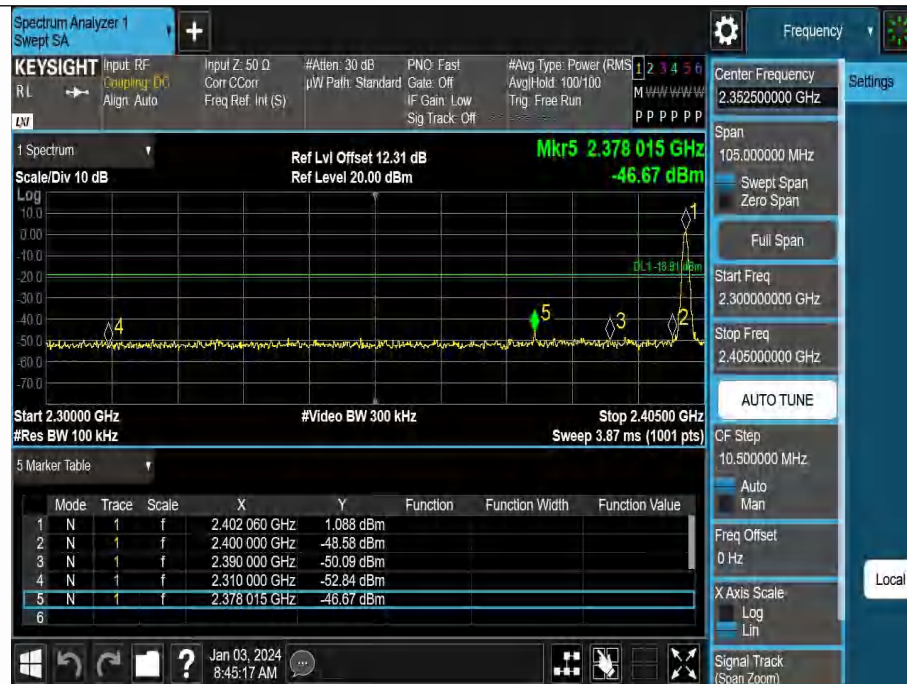 Spectrum Analyzer 1
Swept SA
Frequency
KEYSIGHT
RL
LXI
Input: RF
Coupling: DC
Align: Auto
Input Z: 50 Ω
Corr CCorr
Freq Ref: Int (S)
#Atten: 30 dB
µW Path: Standard
PNO: Fast
Gate: Off
IF Gain: Low
Sig Track: Off
#Avg Type: Power (RMS
Avg|Hold: 100/100
Trig: Free Run
1 2 3 4 5 6
M W W W W W
P P P P P P
Center Frequency
2.352500000 GHz
Settings
Span
105.000000 MHz
Swept Span
Zero Span
Full Span
Start Freq
2.300000000 GHz
Stop Freq
2.405000000 GHz
AUTO TUNE
CF Step
10.500000 MHz
Auto
Man
Freq Offset
0 Hz
X Axis Scale
Log
Lin
Signal Track
(Span Zoom)
Local
1 Spectrum
Scale/Div 10 dB
Ref Lvl Offset 12.31 dB
Ref Level 20.00 dBm
Mkr5 2.378 015 GHz
-46.67 dBm
Log
10.0
0.00
-10.0
-20.0
-30.0
-40.0
-50.0
-60.0
-70.0
1
DL1 -18.91 dBm
4
5
3
2
Start 2.30000 GHz
#Video BW 300 kHz
Stop 2.40500 GHz
#Res BW 100 kHz
Sweep 3.87 ms (1001 pts)
5 Marker Table
Mode Trace Scale X Y Function Function Width Function Value
1 N 1 f 2.402 060 GHz 1.088 dBm
2 N 1 f 2.400 000 GHz -48.58 dBm
3 N 1 f 2.390 000 GHz -50.09 dBm
4 N 1 f 2.310 000 GHz -52.84 dBm
5 N 1 f 2.378 015 GHz -46.67 dBm
6
?
Jan 03, 2024
8:45:17 AM